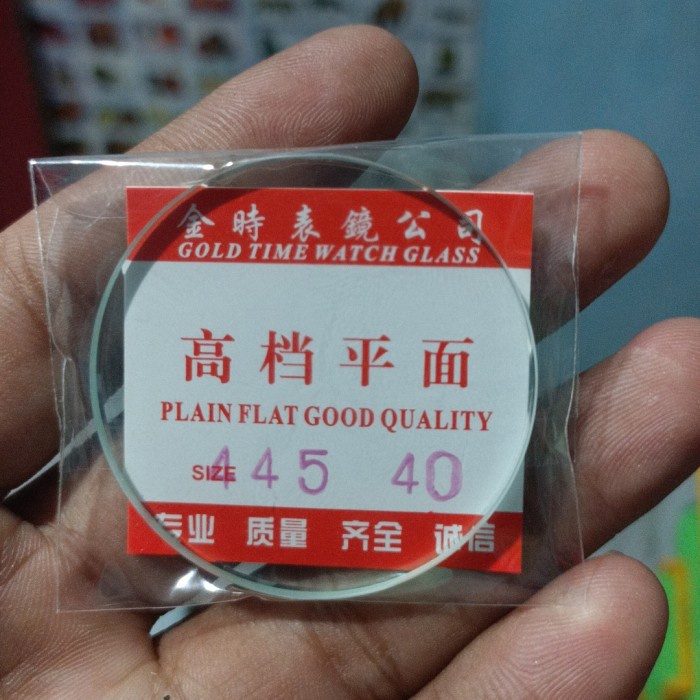 金時表鏡公司
GOLD TIME WATCH GLASS
高档平面
PLAIN FLAT GOOD QUALITY
SIZE 445 40
专业 质量 齐全 诚信